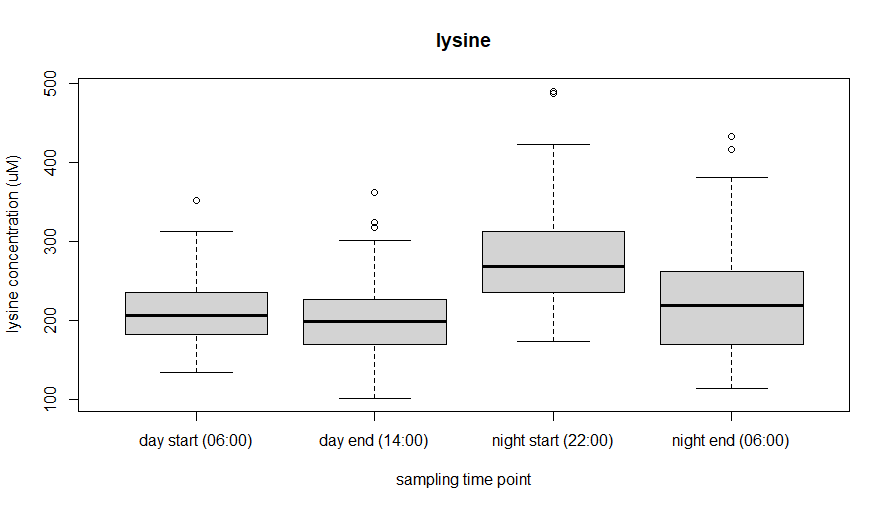 lysine
500
400
300
200
100
lysine concentration (uM)
day start (06:00) day end (14:00) night start (22:00) night end (06:00)
sampling time point